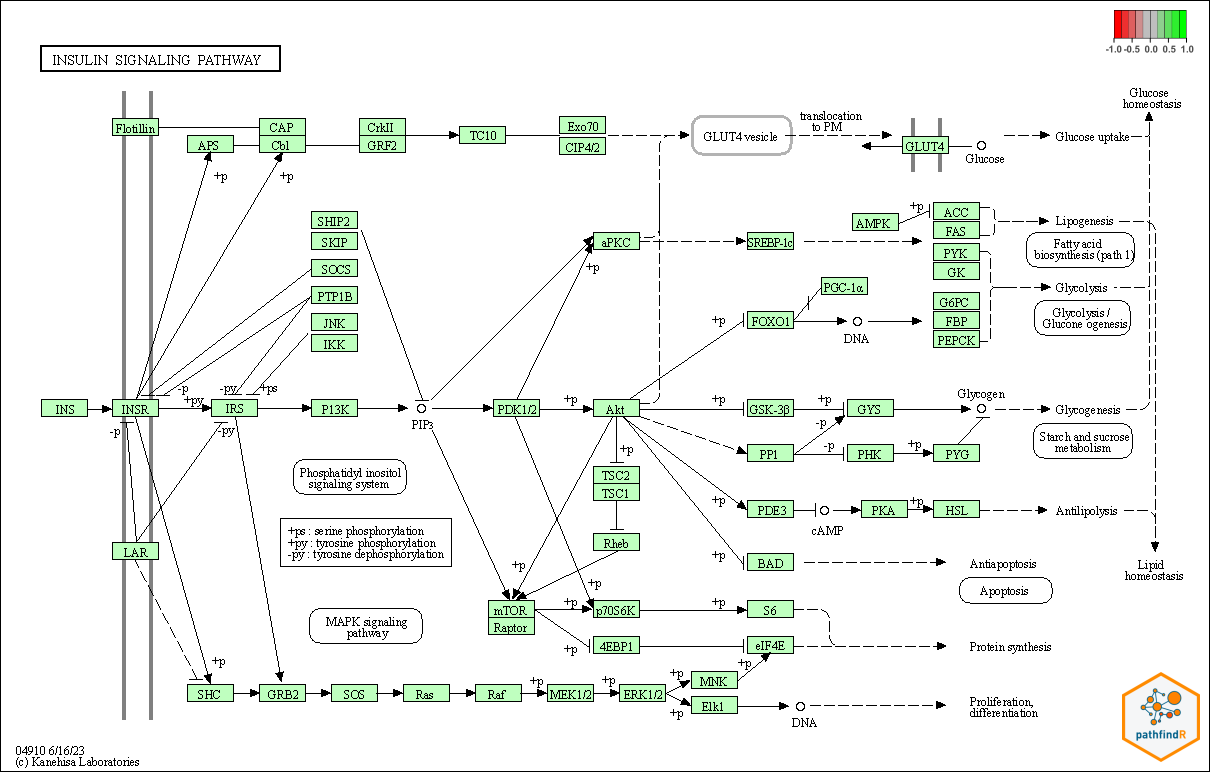 -1.0 -0.5 0.0 0.5 1.0
INSULIN SIGNALING PATHWAY
Glucose
homeostasis
Flotillin
CAP
CrkII
TC10
Exo70
GLUT4 vesicle
translocation
to PM
Glucose uptake
APS
Cbl
GRF2
CIP4/2
GLUT4
Glucose
+p
+p
SHIP2
SKIP
SOCS
PTP1B
JNK
IKK
aPKC
+p
SREBP-1c
AMPK
+p
ACC
FAS
Lipogenesis
Fatty acid
biosynthesis (path 1)
PYK
GK
Glycolysis
PGC-1α
FOXO1
+p
DNA
G6PC
FBP
PEPCK
Glycolysis /
Glucone ogenesis
-p
+py
-py
+ps
INS
INSR
IRS
P13K
PIP3
PDK1/2
+p
Akt
+p
GSK-3β
+p
GYS
Glycogen
Glycogenesis
-p
-py
-p
-p
PP1
PHK
+p
PYG
Starch and sucrose
metabolism
Phosphatidyl inositol
signaling system
+p
TSC2
TSC1
+p
PDE3
cAMP
PKA
+p
HSL
Antilipolysis
+ps : serine phosphorylation
+py : tyrosine phosphorylation
-py : tyrosine dephosphorylation
LAR
Rheb
+p
+p
BAD
Antiapoptosis
Apoptosis
Lipid
homeostasis
+p
mTOR
Raptor
+p
p70S6K
+p
S6
MAPK signaling
pathway
+p
4EBP1
eIF4E
Protein synthesis
+p
+p
SHC
GRB2
SOS
Ras
Raf
+p
MEK1/2
+p
ERK1/2
+p
MNK
+p
Elk1
DNA
Proliferation,
differentiation
pathfindR
04910 6/16/23
(c) Kanehisa Laboratories